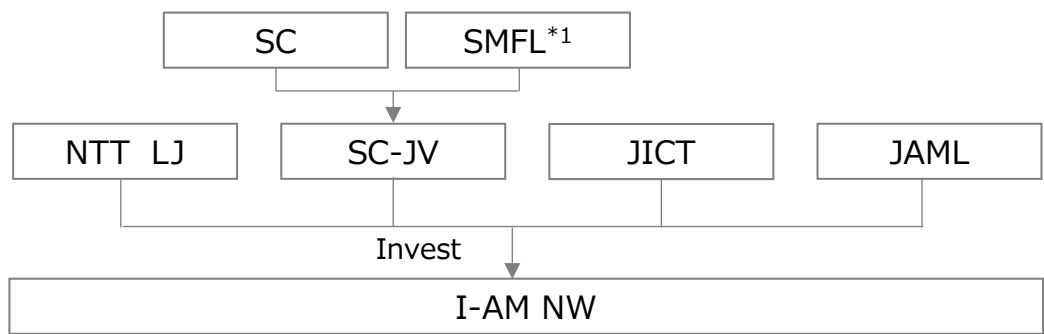 SC
SMFL*1
NTT LJ
SC-JV
JICT
JAML
Invest
I-AM NW